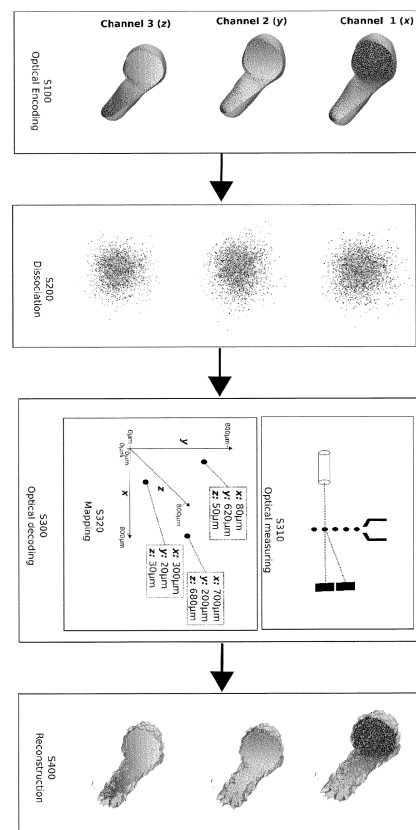 Channel 3 (z)
Channel 2 (y)
Channel 1 (x)
S100
Optical Encoding
S200
Dissociation
S300
Optical decoding
S310
Optical measuring
S320
Mapping
800µm
y
0µm
0µm
0µm
x
800µm
z
800µm
x: 80µm
y: 620µm
z: 50µm
x: 700µm
y: 200µm
z: 680µm
x: 300µm
y: 20µm
z: 30µm
S400
Reconstruction